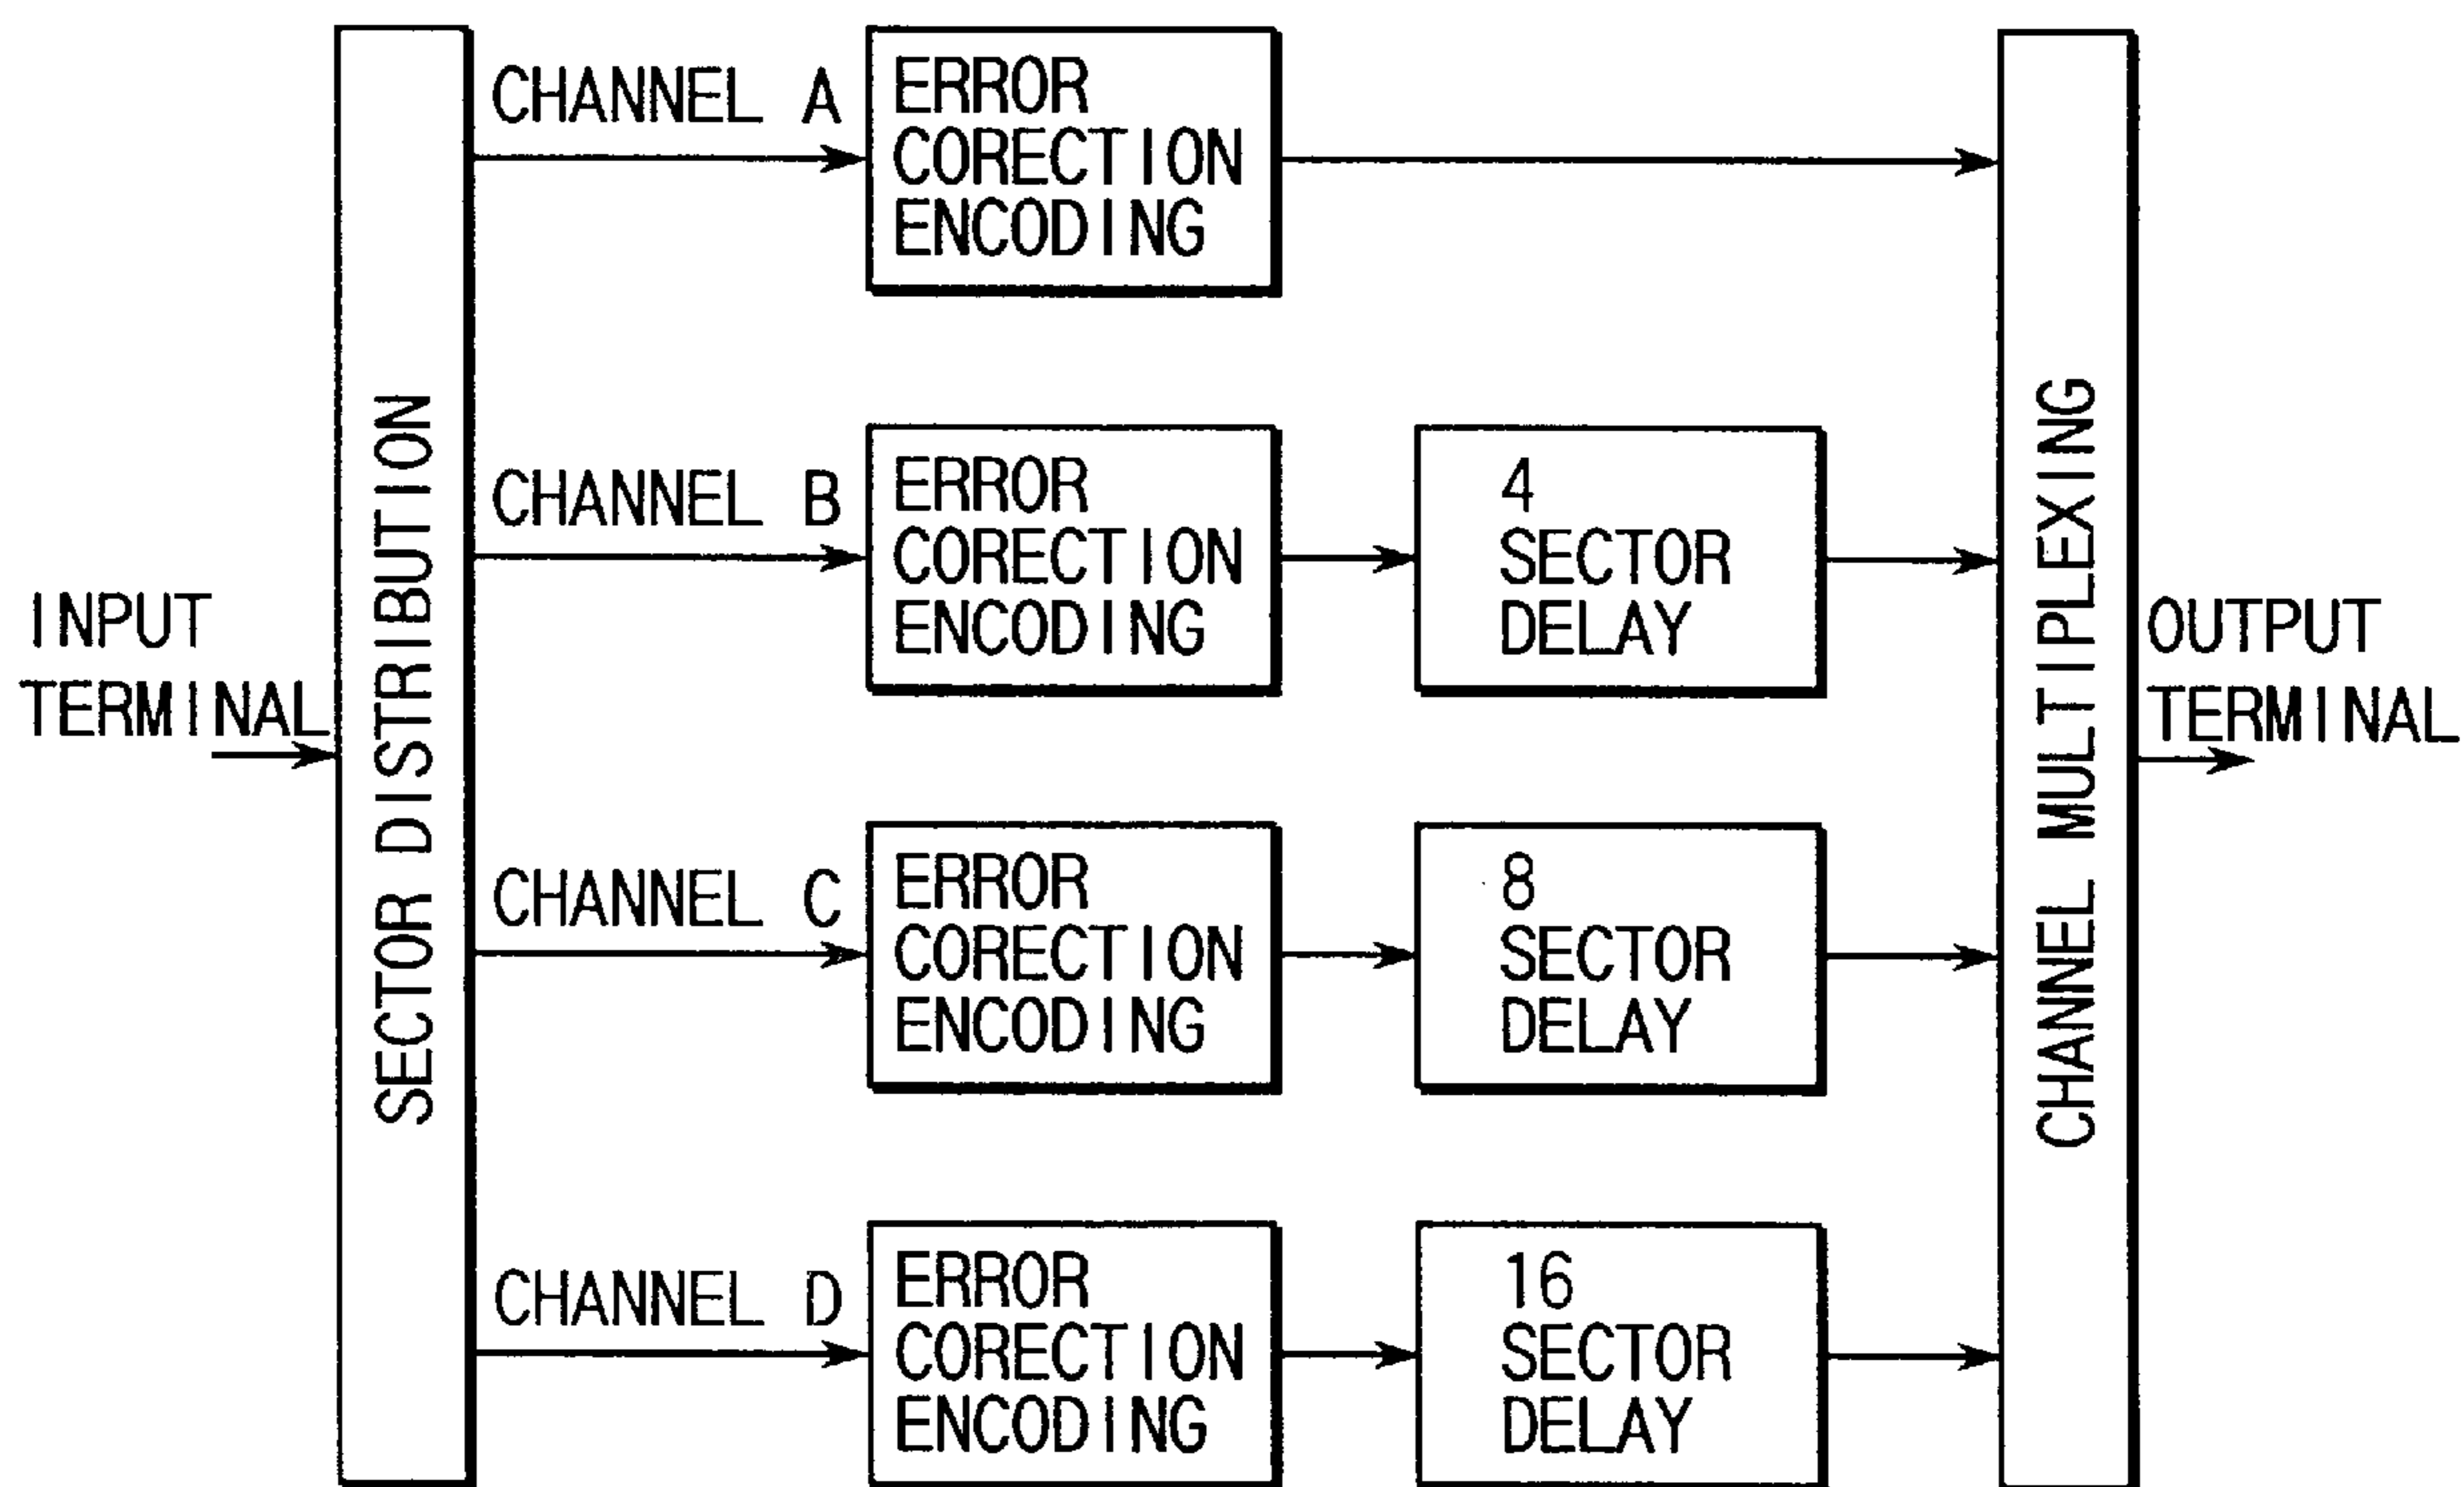 INPUT
TERMINAL
SECTOR DISTRIBUTION
CHANNEL A
ERROR
CORECTION
ENCODING
CHANNEL B
ERROR
CORECTION
ENCODING
4
SECTOR
DELAY
CHANNEL C
ERROR
CORECTION
ENCODING
8
SECTOR
DELAY
CHANNEL D
ERROR
CORECTION
ENCODING
16
SECTOR
DELAY
CHANNEL MULTIPLEXING
OUTPUT
TERMINAL